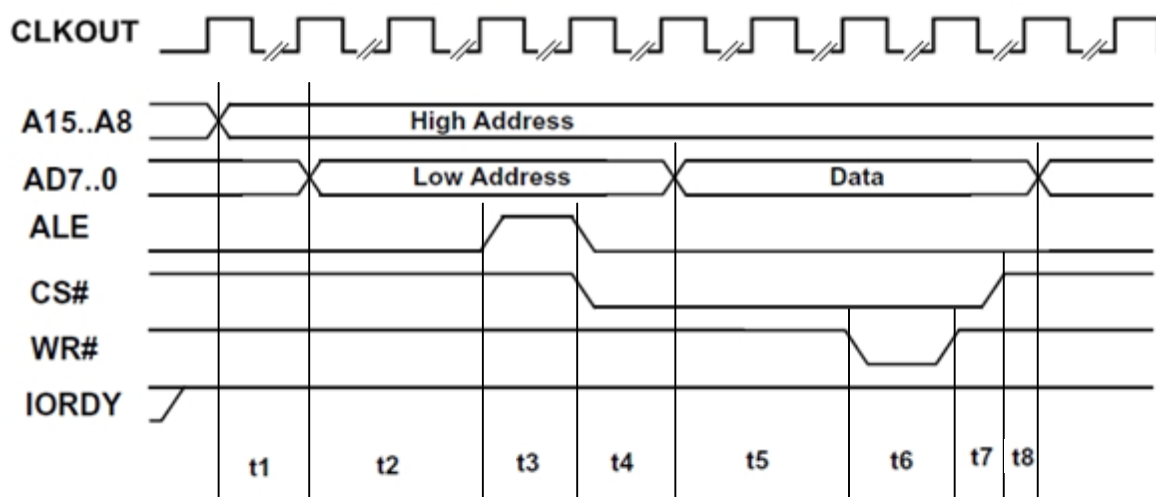 CLKOUT
A15..A8 High Address
AD7..0 Low Address Data
ALE
CS#
WR#
IORDY
t1 t2 t3 t4 t5 t6 t7 t8